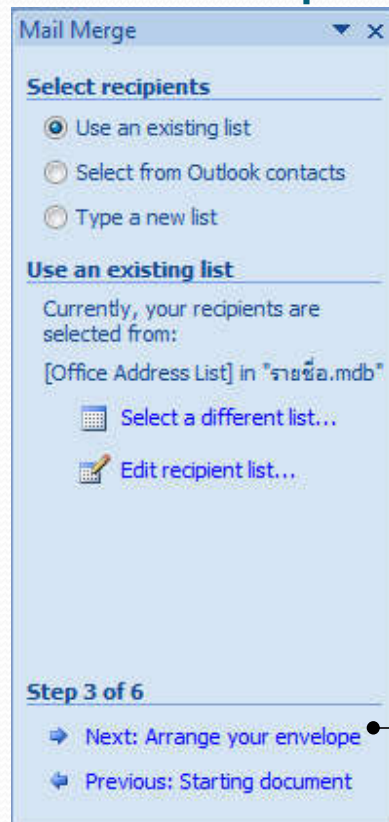 Mail Merge
Select recipients
Use an existing list
Select from Outlook contacts
Type a new list
Use an existing list
Currently, your recipients are
selected from:
[Office Address List] in "รายชื่อ.mdb"
Select a different list...
Edit recipient list...
Step 3 of 6
Next: Arrange your envelope
Previous: Starting document